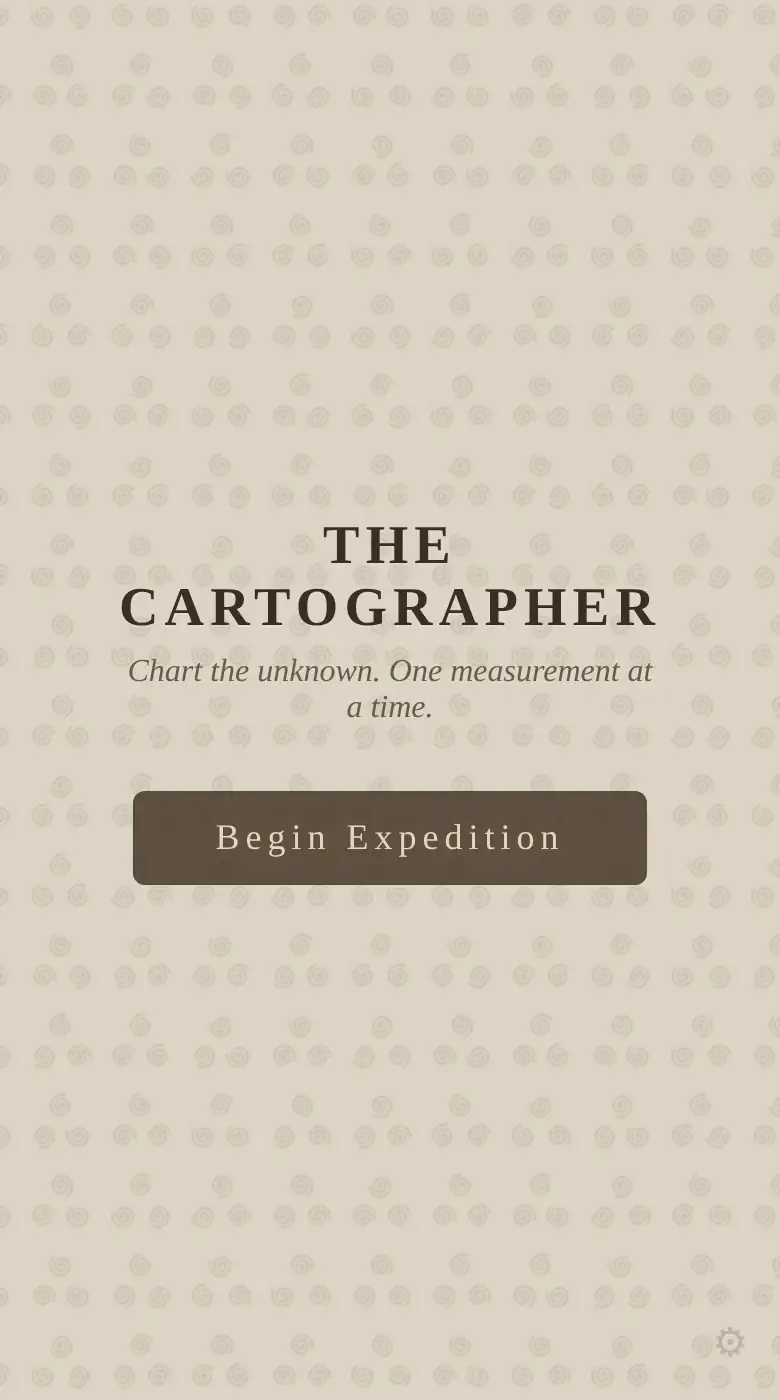 THE
CARTOGRAPHER
Chart the unknown. One measurement at
a time.
Begin Expedition